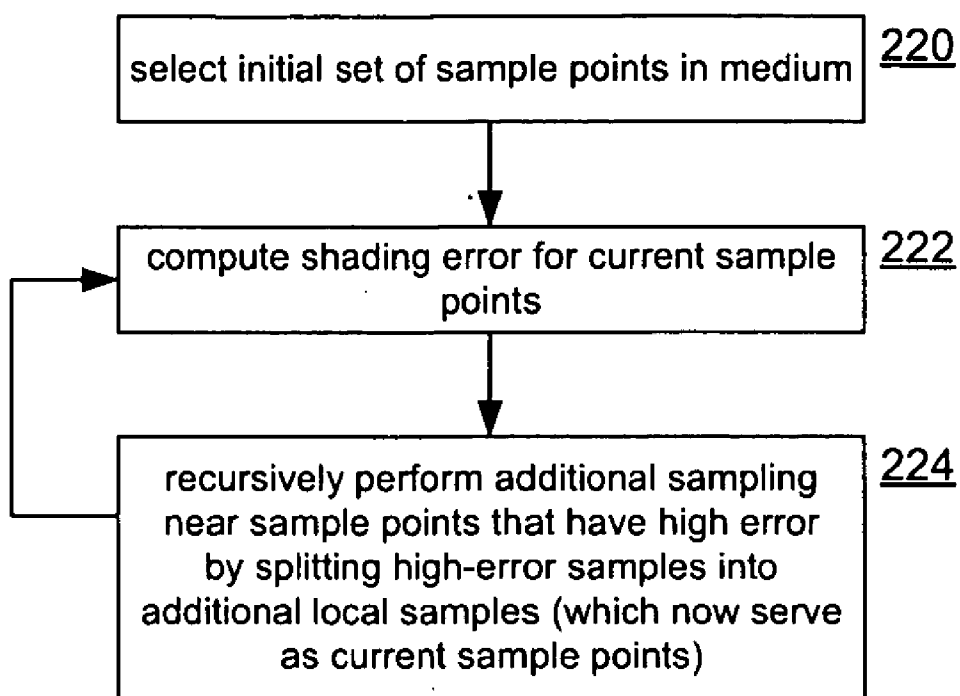 select initial set of sample points in medium
220
compute shading error for current sample
points
222
recursively perform additional sampling
near sample points that have high error
by splitting high-error samples into
additional local samples (which now serve
as current sample points)
224